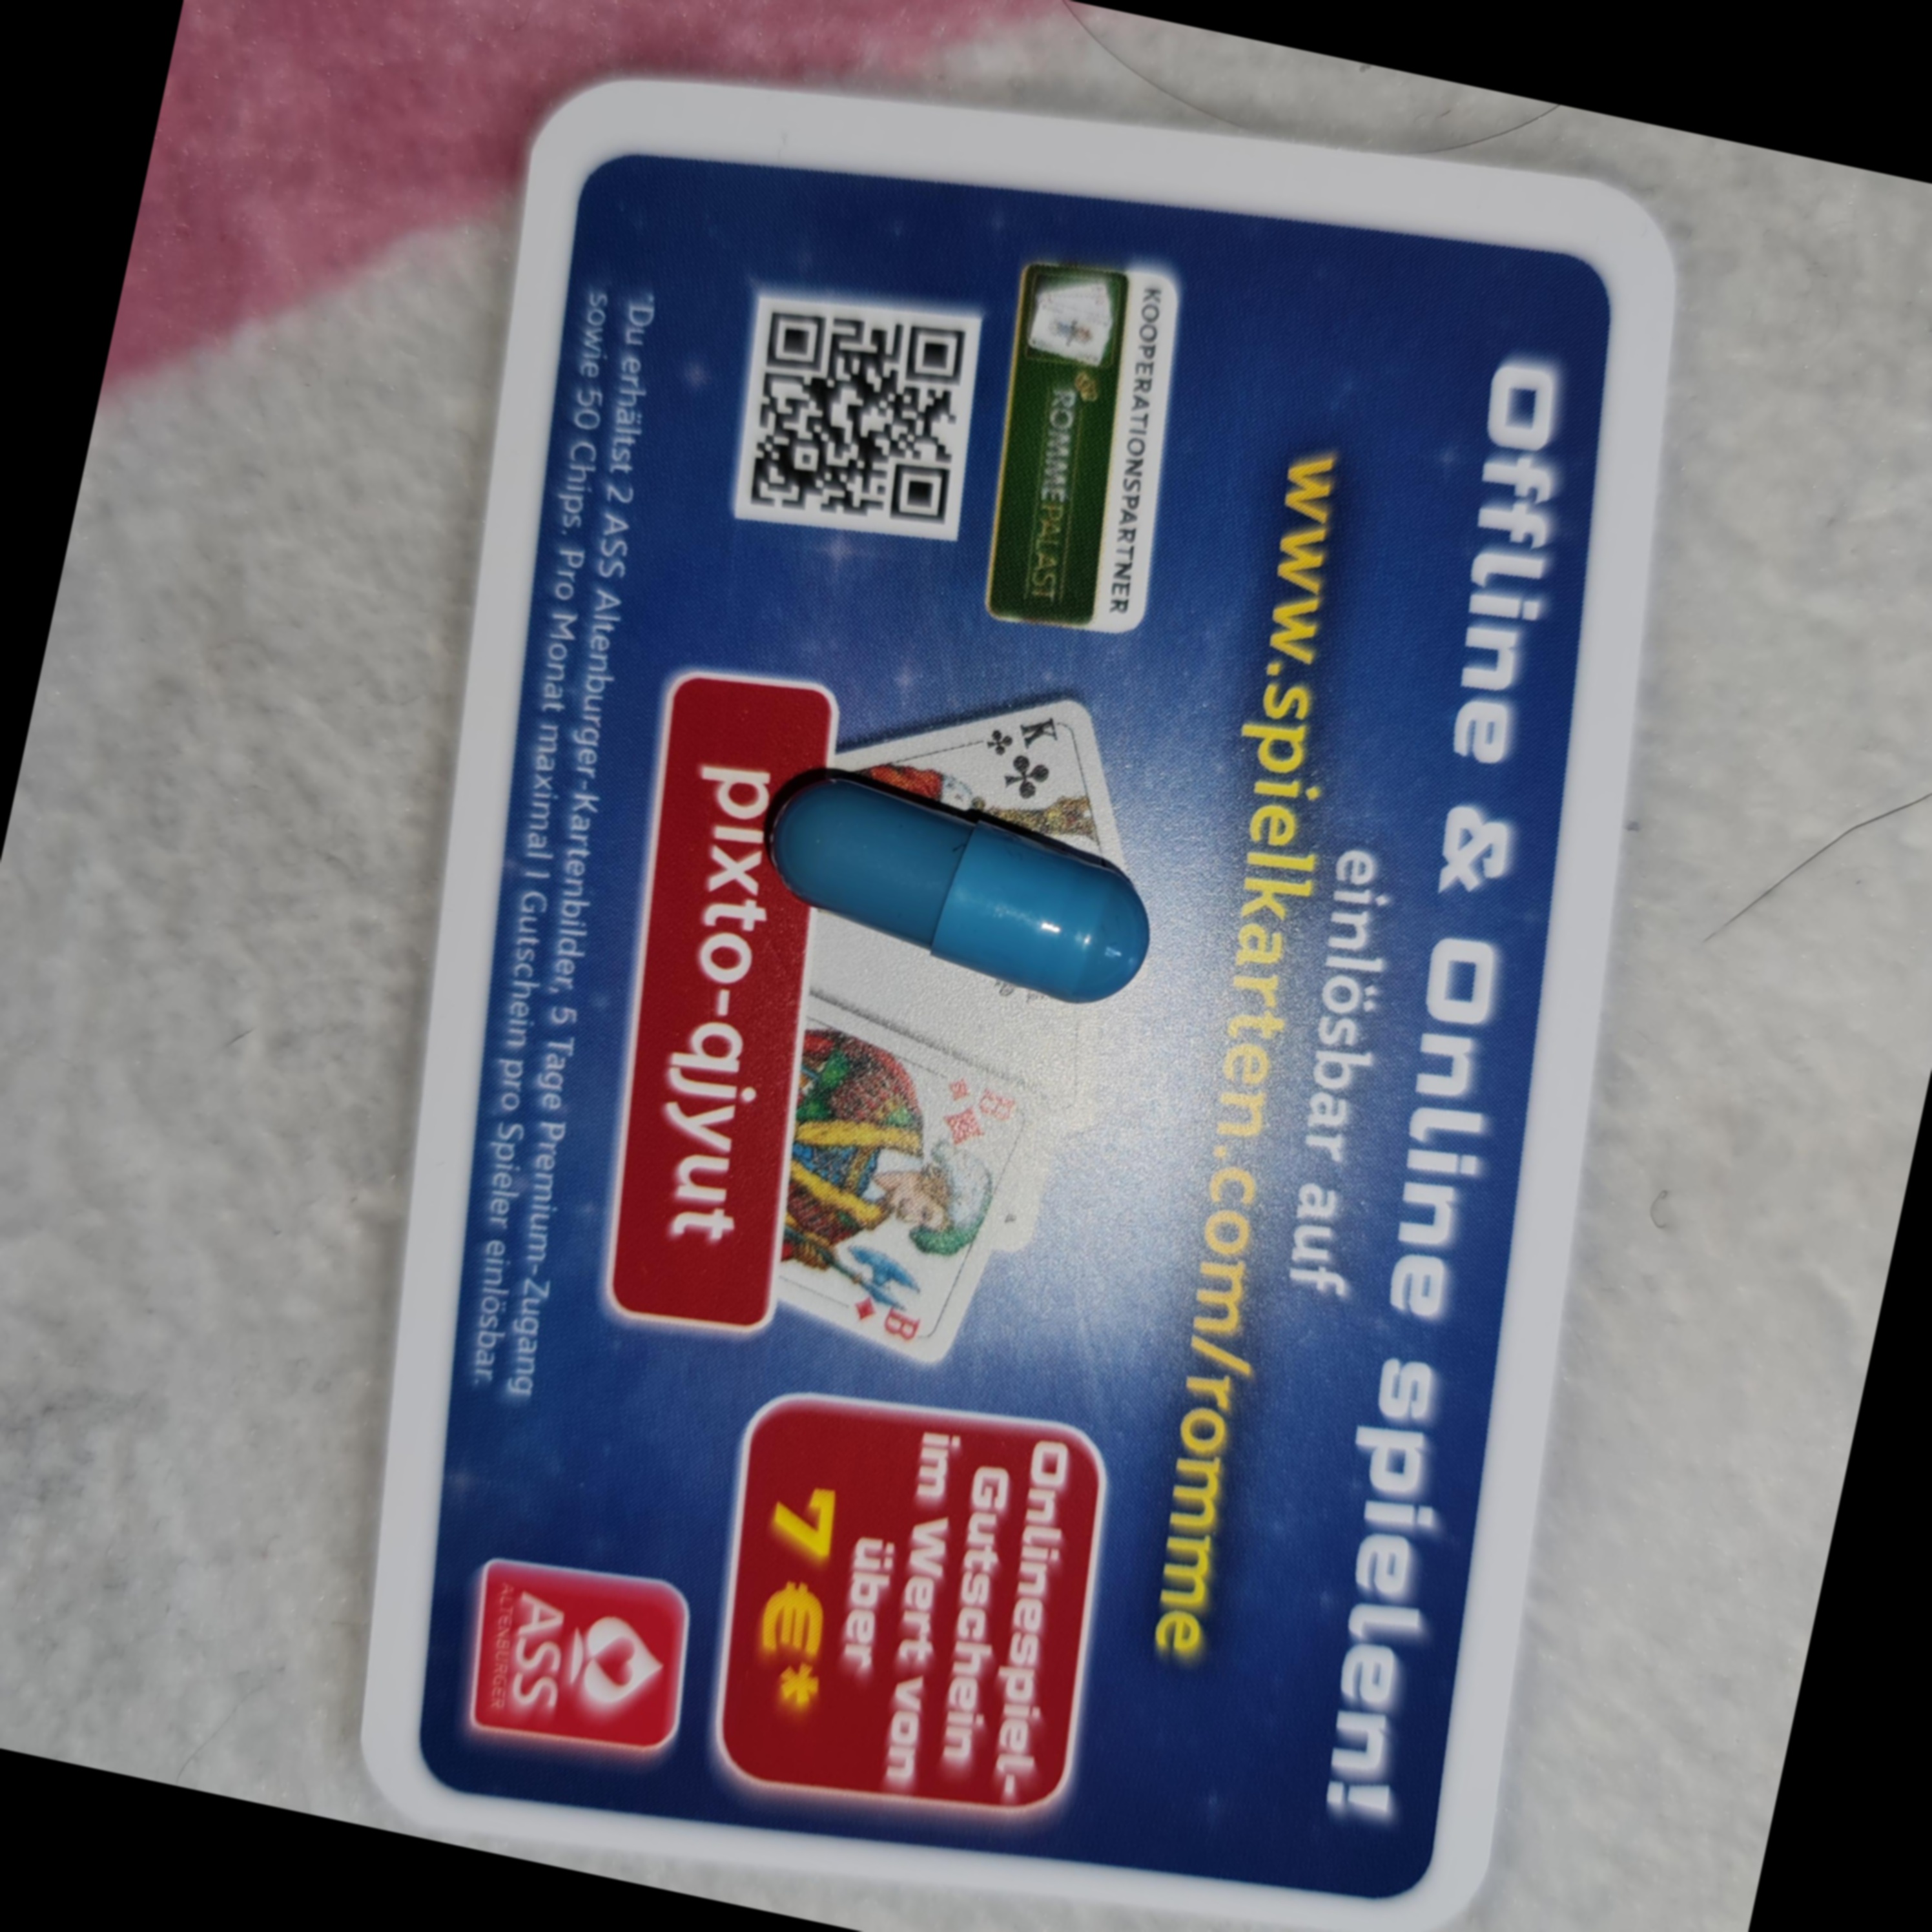 Offline & Online spielen!
einlösbar auf
www.spielkarten.com/romme
KOOPERATIONSPARTNER
ROMMÉPALAST
K
B
pixto-qjyut
Onlinespiel-
Gutschein
im Wert von
über
7 €*
*Du erhältst 2 ASS Altenburger-Kartenbilder, 5 Tage Premium-Zugang
sowie 50 Chips. Pro Monat maximal 1 Gutschein pro Spieler einlösbar.
ASS
ALTENBURGER